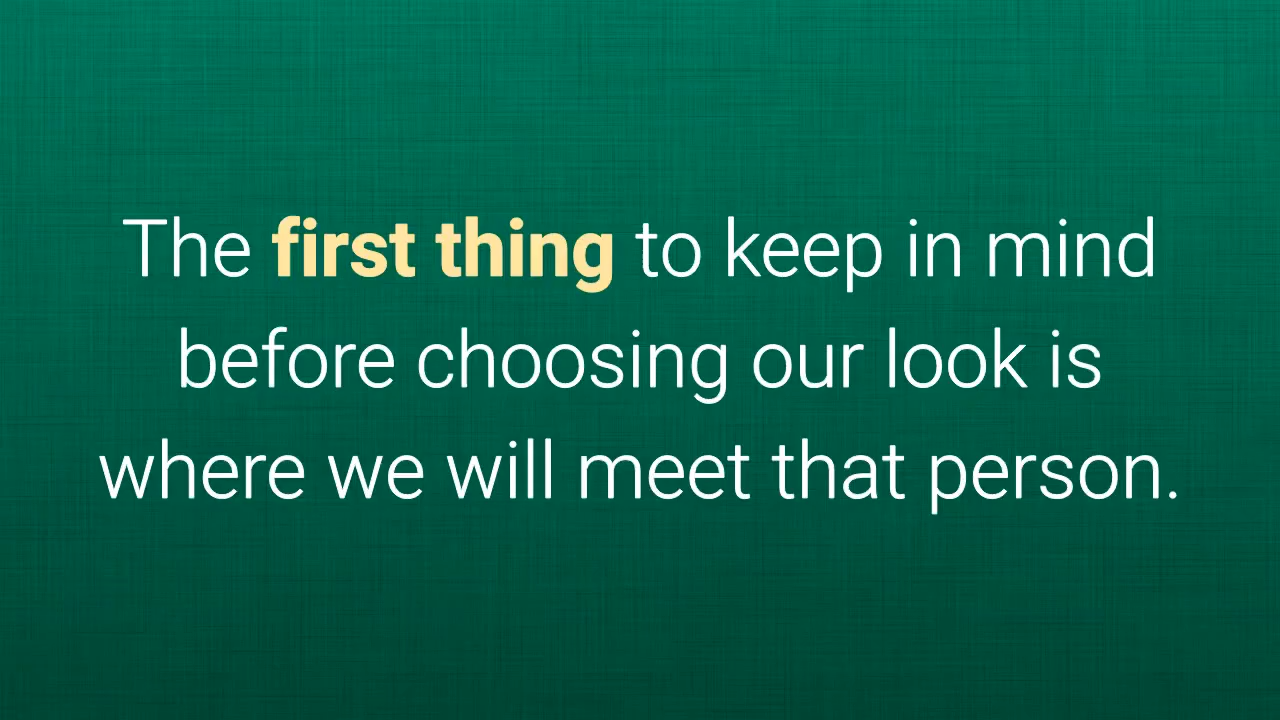 The first thing to keep in mind
before choosing our look is
where we will meet that person.